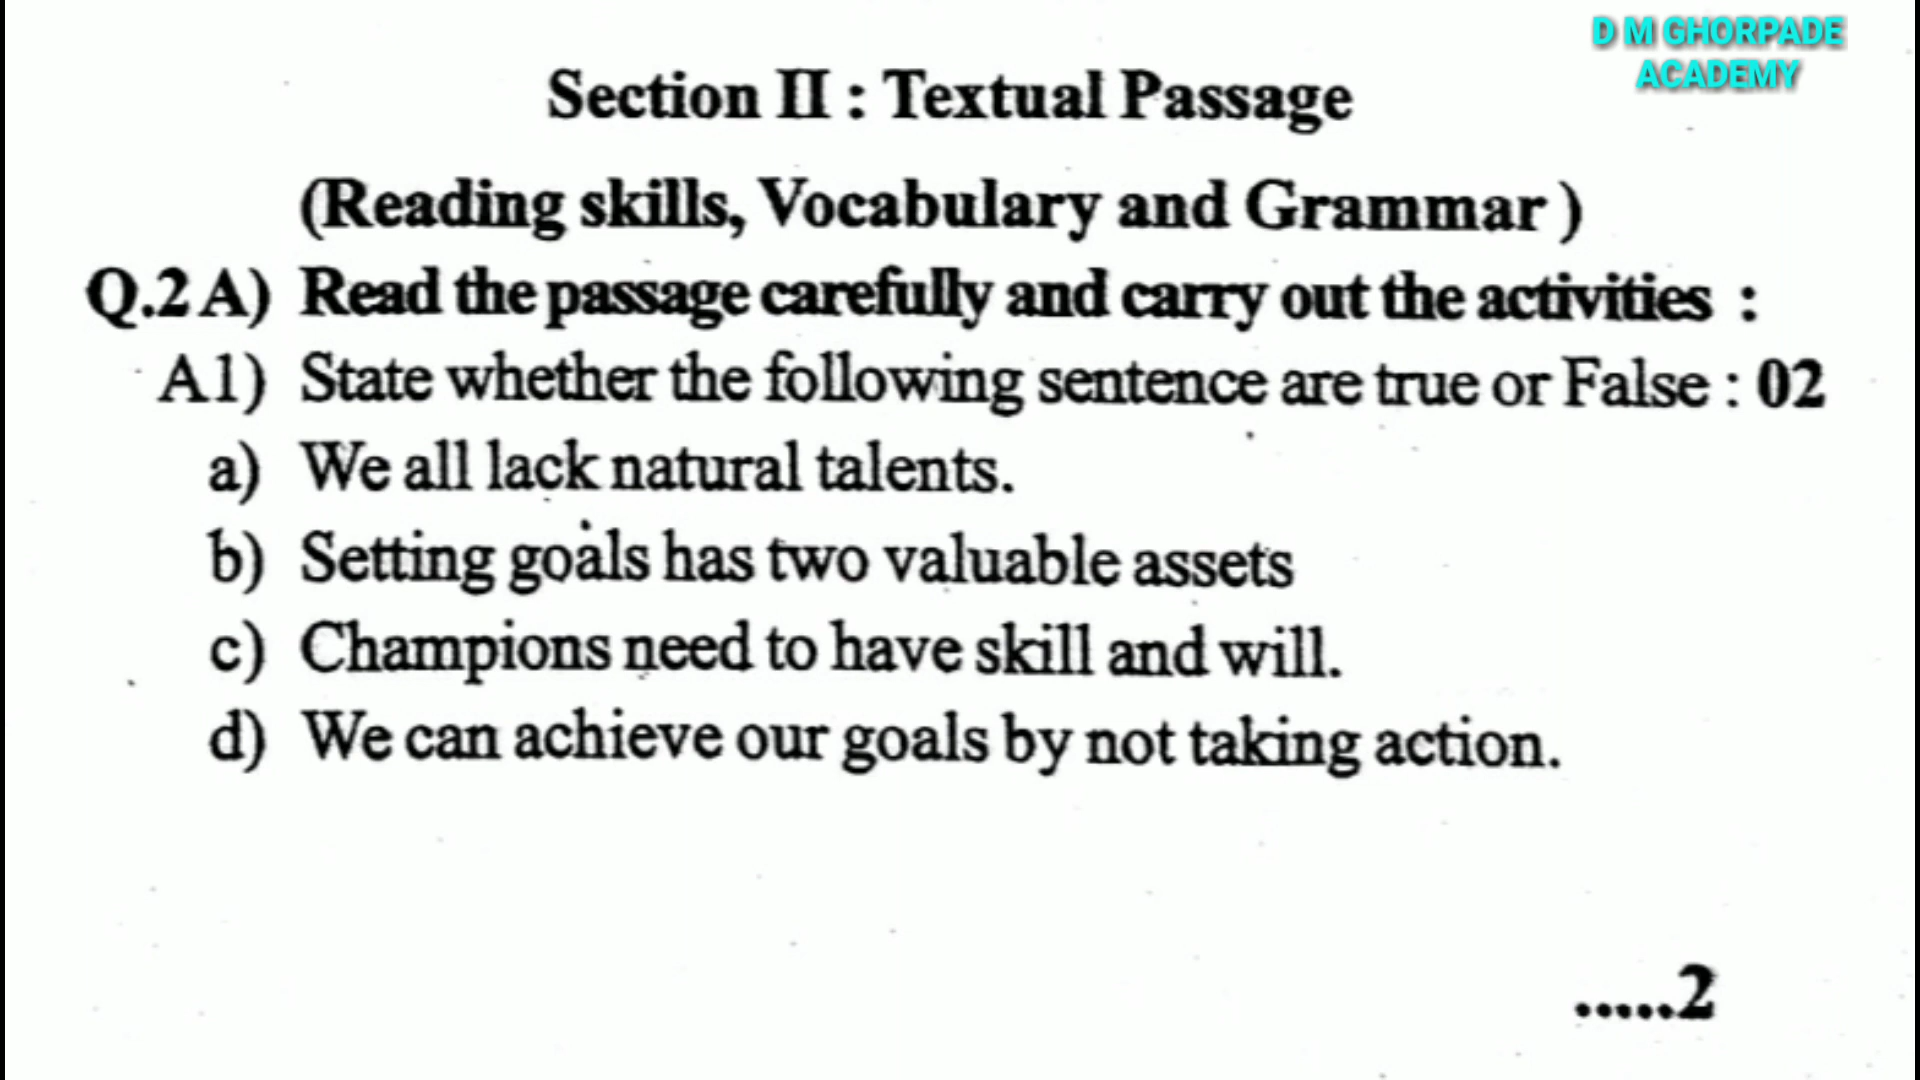 D M GHORPADE
ACADEMY
Section II : Textual Passage
(Reading skills, Vocabulary and Grammar )
Q.2 A) Read the passage carefully and carry out the activities :
A1) State whether the following sentence are true or False : 02
a) We all lack natural talents.
b) Setting goals has two valuable assets
c) Champions need to have skill and will.
d) We can achieve our goals by not taking action.
.....2